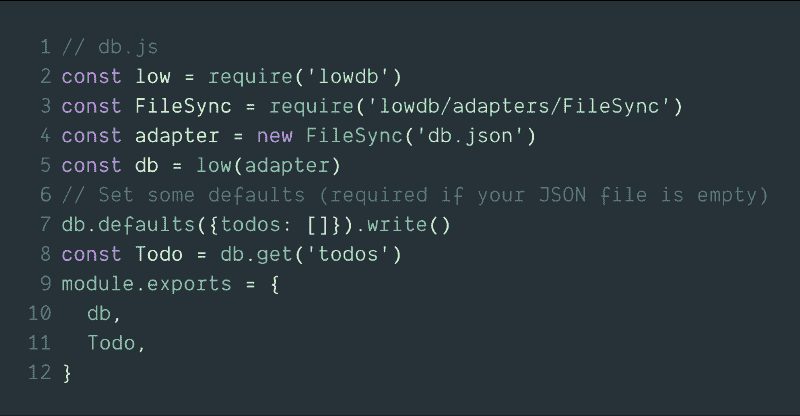 1 // db.js
2 const low = require('lowdb')
3 const FileSync = require('lowdb/adapters/FileSync')
4 const adapter = new FileSync('db.json')
5 const db = low(adapter)
6 // Set some defaults (required if your JSON file is empty)
7 db.defaults({todos: []}).write()
8 const Todo = db.get('todos')
9 module.exports = {
10   db,
11   Todo,
12 }